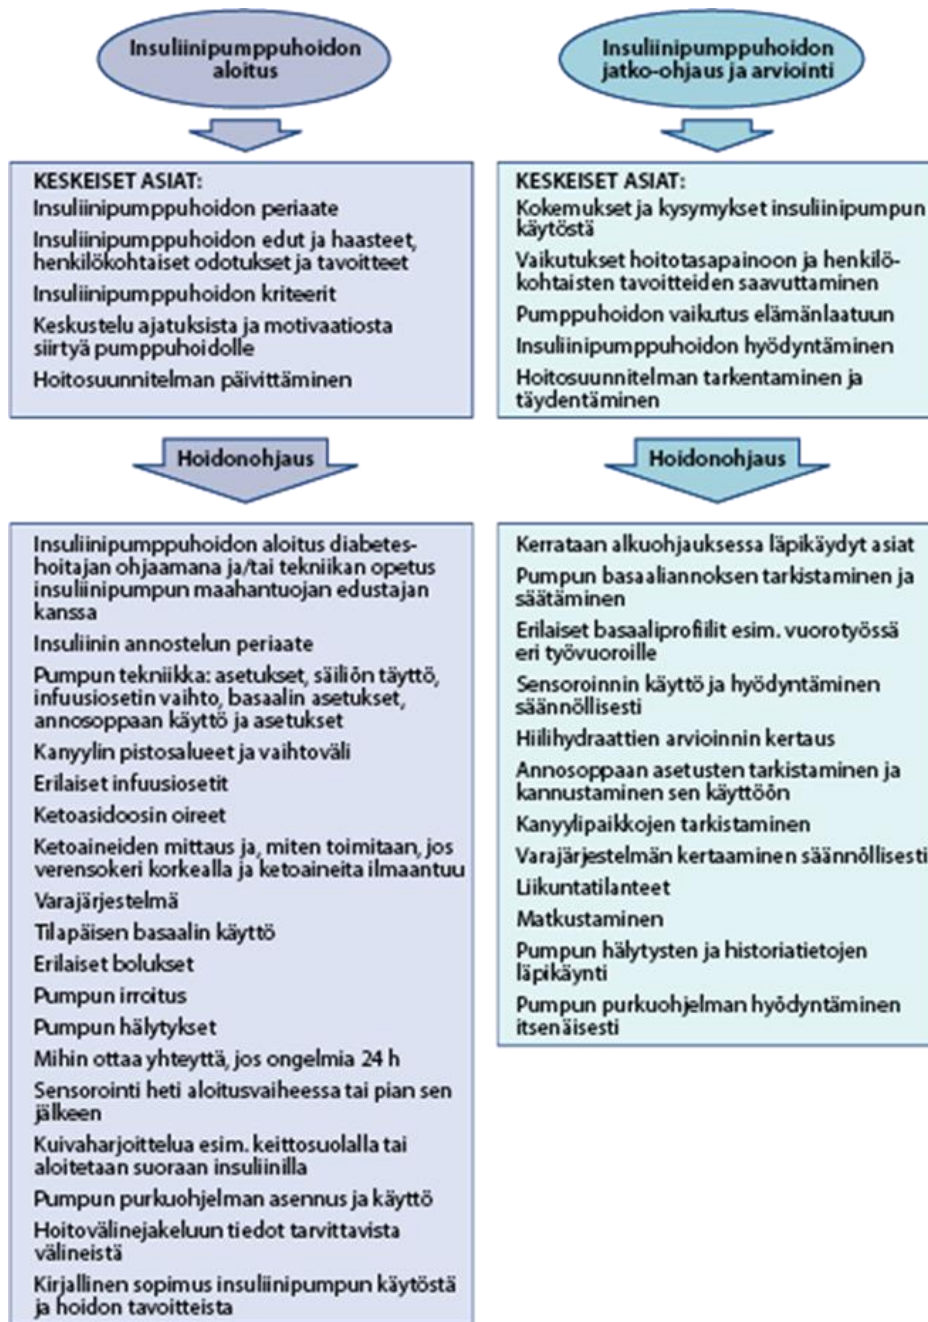 Insuliinipumppuhoidon
aloitus
KESKEISET ASIAT:
Insuliinipumppuhoidon periaate
Insuliinipumppuhoidon edut ja haasteet,
henkilökohtaiset odotukset ja tavoitteet
Insuliinipumppuhoidon kriteerit
Keskustelu ajatuksista ja motivaatiosta
siirtyä pumppuhoidolle
Hoitosuunnitelman päivittäminen
Hoidonohjaus
Insuliinipumppuhoidon aloitus diabetes-
hoitajan ohjaamana ja/tai tekniikan opetus
insuliinipumpun maahantuojan edustajan
kanssa
Insuliinin annostelun periaate
Pumpun tekniikka: asetukset, säiliön täyttö,
infuusiosetin vaihto, basaalin asetukset,
annosoppaan käyttö ja asetukset
Kanyylin pistosalueet ja vaihtoväli
Erilaiset infuusiosetit
Ketoasidoosin oireet
Ketoaineiden mittaus ja, miten toimitaan, jos
verensokeri korkealla ja ketoaineita ilmaantuu
Varajärjestelmä
Tilapäisen basaalin käyttö
Erilaiset bolukset
Pumpun irroitus
Pumpun hälytykset
Mihin ottaa yhteyttä, jos ongelmia 24 h
Sensorointi heti aloitusvaiheessa tai pian sen
jälkeen
Kuivaharjoittelua esim. keittosuolalla tai
aloitetaan suoraan insuliinilla
Pumpun purkuohjelman asennus ja käyttö
Hoitovälinejakeluun tiedot tarvittavista
välineistä
Kirjallinen sopimus insuliinipumpun käytöstä
ja hoidon tavoitteista
Insuliinipumppuhoidon
jatko-ohjaus ja arviointi
KESKEISET ASIAT:
Kokemukset ja kysymykset insuliinipumpun
käytöstä
Vaikutukset hoitotasapainoon ja henkilö-
kohtaisten tavoitteiden saavuttaminen
Pumppuhoidon vaikutus elämänlaatuun
Insuliinipumppuhoidon hyödyntäminen
Hoitosuunnitelman tarkentaminen ja
täydentäminen
Hoidonohjaus
Kerrataan alkuohjauksessa läpikäydyt asiat
Pumpun basaaliannoksen tarkistaminen ja
säätäminen
Erilaiset basaaliprofiilit esim. vuorotyössä
eri työvuoroille
Sensoroinnin käyttö ja hyödyntäminen
säännöllisesti
Hiilihydraattien arvioinnin kertaus
Annosoppaan asetusten tarkistaminen ja
kannustaminen sen käyttöön
Kanyylipaikkojen tarkistaminen
Varajärjestelmän kertaaminen säännöllisesti
Liikuntatilanteet
Matkustaminen
Pumpun hälytysten ja historiatietojen
läpikäynti
Pumpun purkuohjelman hyödyntäminen
itsenäisesti